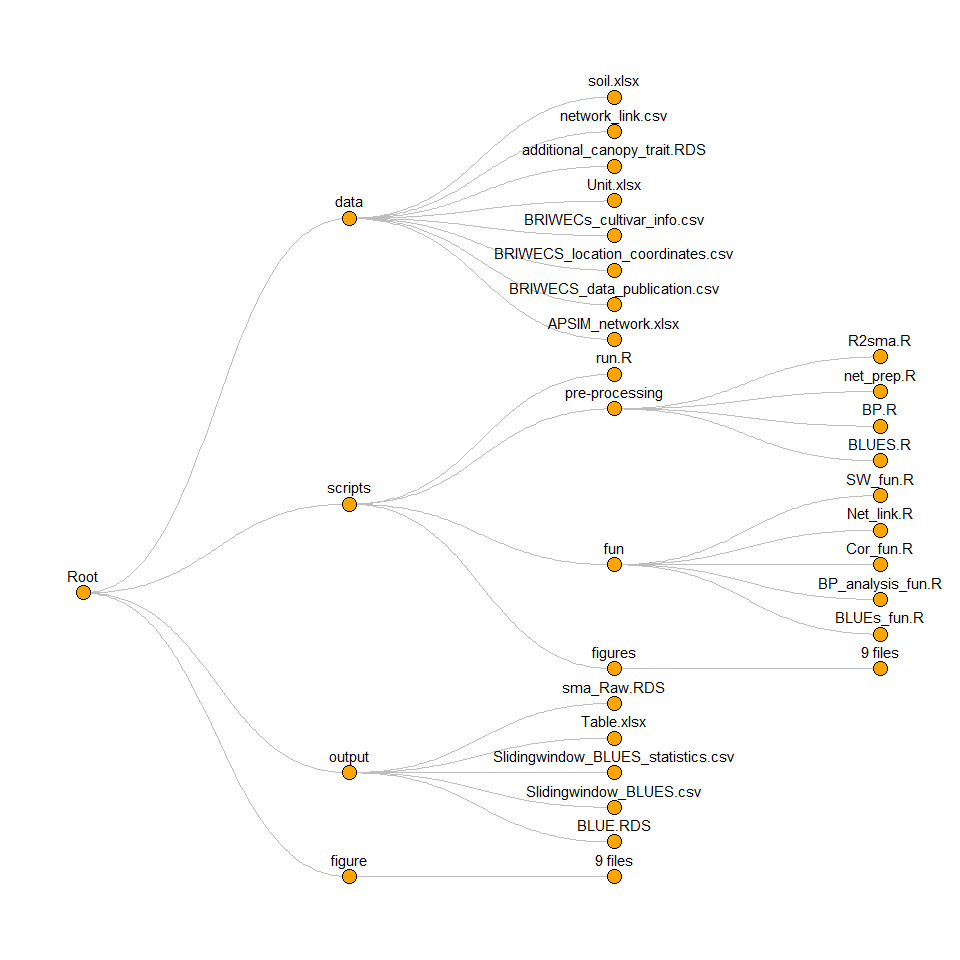 soil.xlsx
network_link.csv
additional_canopy_trait.RDS
Unit.xlsx
data
BRIWECs_cultivar_info.csv
BRIWECS_location_coordinates.csv
BRIWECS_data_publication.csv
APSIM_network.xlsx
R2sma.R
run.R
net_prep.R
pre-processing
BP.R
BLUES.R
SW_fun.R
scripts
Net_link.R
fun
Cor_fun.R
Root
BP_analysis_fun.R
BLUEs_fun.R
figures
9 files
sma_Raw.RDS
Table.xlsx
output
Slidingwindow_BLUES_statistics.csv
Slidingwindow_BLUES.csv
BLUE.RDS
figure
9 files